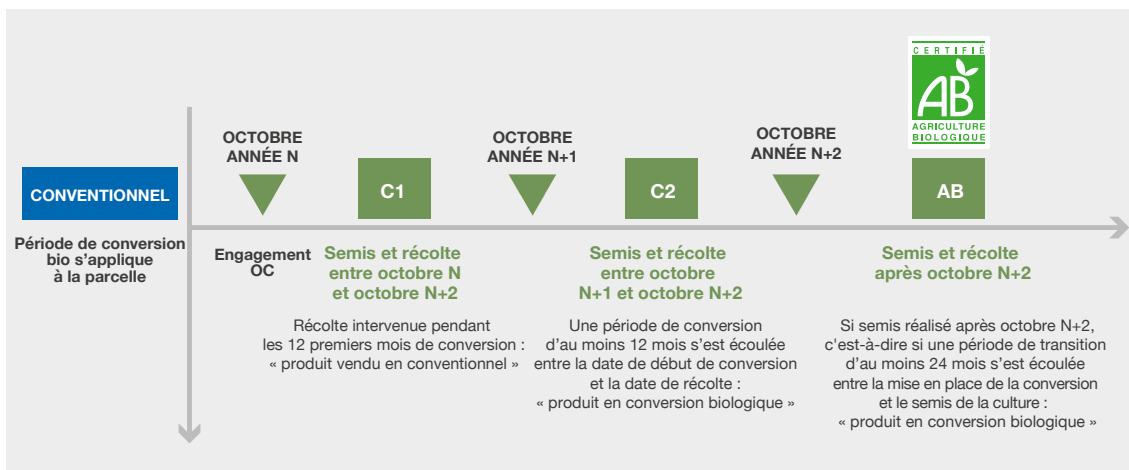 CERTIFIÉ
AB
AGRICULTURE
BIOLOGIQUE
OCTOBRE
ANNÉE N
OCTOBRE
ANNÉE N+1
OCTOBRE
ANNÉE N+2
CONVENTIONNEL
C1
C2
AB
Période de conversion
bio s’applique
à la parcelle
Engagement
OC
Semis et récolte
entre octobre N
et octobre N+2
Récolte intervenue pendant
les 12 premiers mois de conversion :
« produit vendu en conventionnel »
Semis et récolte
entre octobre
N+1 et octobre N+2
Une période de conversion
d’au moins 12 mois s’est écoulée
entre la date de début de conversion
et la date de récolte :
« produit en conversion biologique »
Semis et récolte
après octobre N+2
Si semis réalisé après octobre N+2,
c'est-à-dire si une période de transition
d’au moins 24 mois s’est écoulée
entre la mise en place de la conversion
et le semis de la culture :
« produit en conversion biologique »